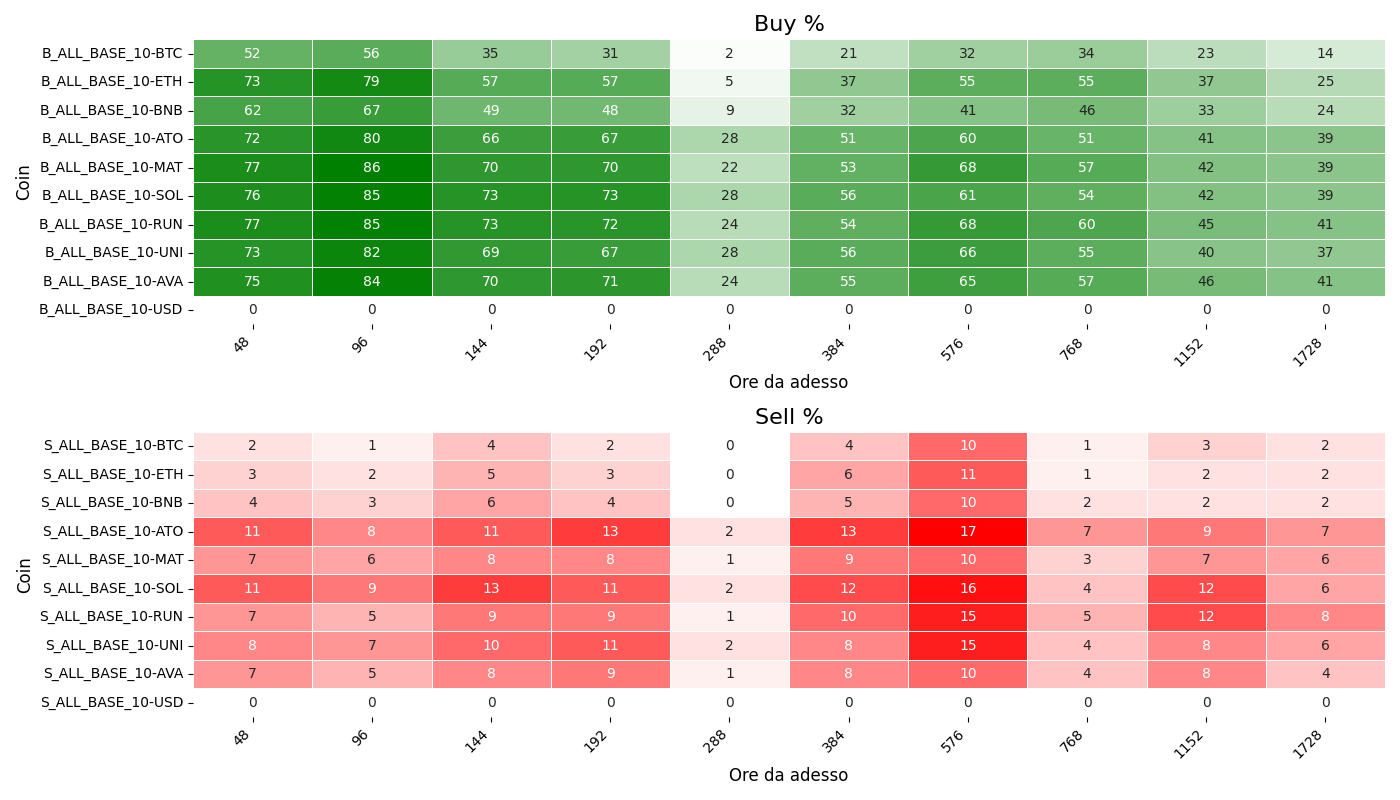 Buy %
Coin
B_ALL_BASE_10-BTC 52 56 35 31 2 21 32 34 23 14
B_ALL_BASE_10-ETH 73 79 57 57 5 37 55 55 37 25
B_ALL_BASE_10-BNB 62 67 49 48 9 32 41 46 33 24
B_ALL_BASE_10-ATO 72 80 66 67 28 51 60 51 41 39
B_ALL_BASE_10-MAT 77 86 70 70 22 53 68 57 42 39
B_ALL_BASE_10-SOL 76 85 73 73 28 56 61 54 42 39
B_ALL_BASE_10-RUN 77 85 73 72 24 54 68 60 45 41
B_ALL_BASE_10-UNI 73 82 69 67 28 56 66 55 40 37
B_ALL_BASE_10-AVA 75 84 70 71 24 55 65 57 46 41
B_ALL_BASE_10-USD 0 0 0 0 0 0 0 0 0 0
48 96 144 192 288 384 576 768 1152 1728
Ore da adesso
Sell %
Coin
S_ALL_BASE_10-BTC 2 1 4 2 0 4 10 1 3 2
S_ALL_BASE_10-ETH 3 2 5 3 0 6 11 1 2 2
S_ALL_BASE_10-BNB 4 3 6 4 0 5 10 2 2 2
S_ALL_BASE_10-ATO 11 8 11 13 2 13 17 7 9 7
S_ALL_BASE_10-MAT 7 6 8 8 1 9 10 3 7 6
S_ALL_BASE_10-SOL 11 9 13 11 2 12 16 4 12 6
S_ALL_BASE_10-RUN 7 5 9 9 1 10 15 5 12 8
S_ALL_BASE_10-UNI 8 7 10 11 2 8 15 4 8 6
S_ALL_BASE_10-AVA 7 5 8 9 1 8 10 4 8 4
S_ALL_BASE_10-USD 0 0 0 0 0 0 0 0 0 0
48 96 144 192 288 384 576 768 1152 1728
Ore da adesso